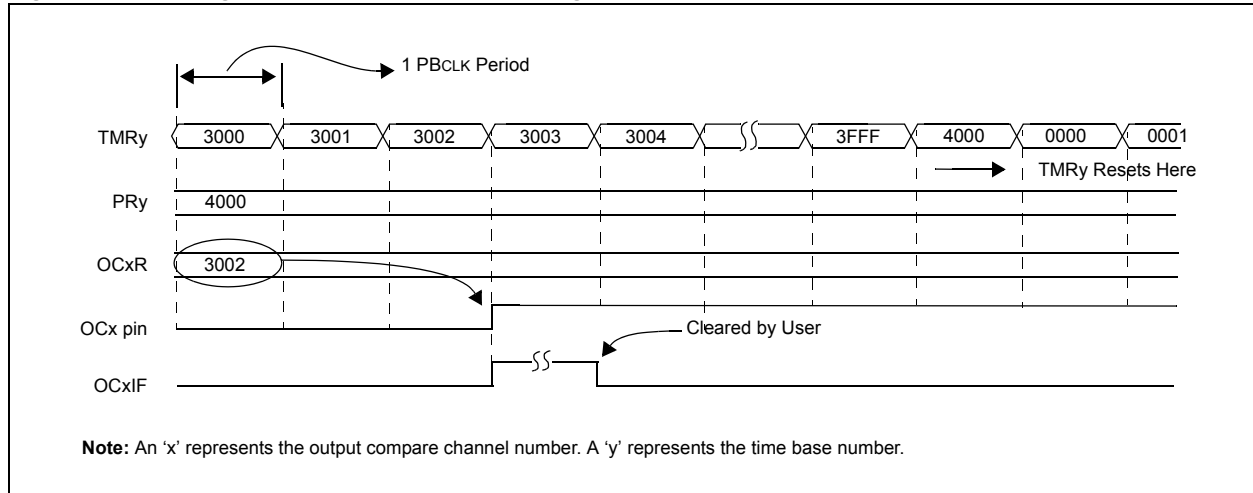 1 PBCLK Period
TMRy 3000 3001 3002 3003 3004 3FFF 4000 0000 0001
TMRy Resets Here
PRy 4000
OCxR 3002
OCx pin
Cleared by User
OCxIF
Note: An ‘x’ represents the output compare channel number. A ‘y’ represents the time base number.